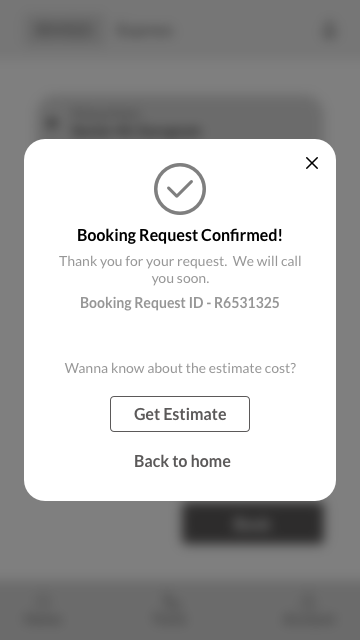 Booking Request Confirmed!
Thank you for your request. We will call
you soon.
Booking Request ID - R6531325
Wanna know about the estimate cost?
Get Estimate
Back to home